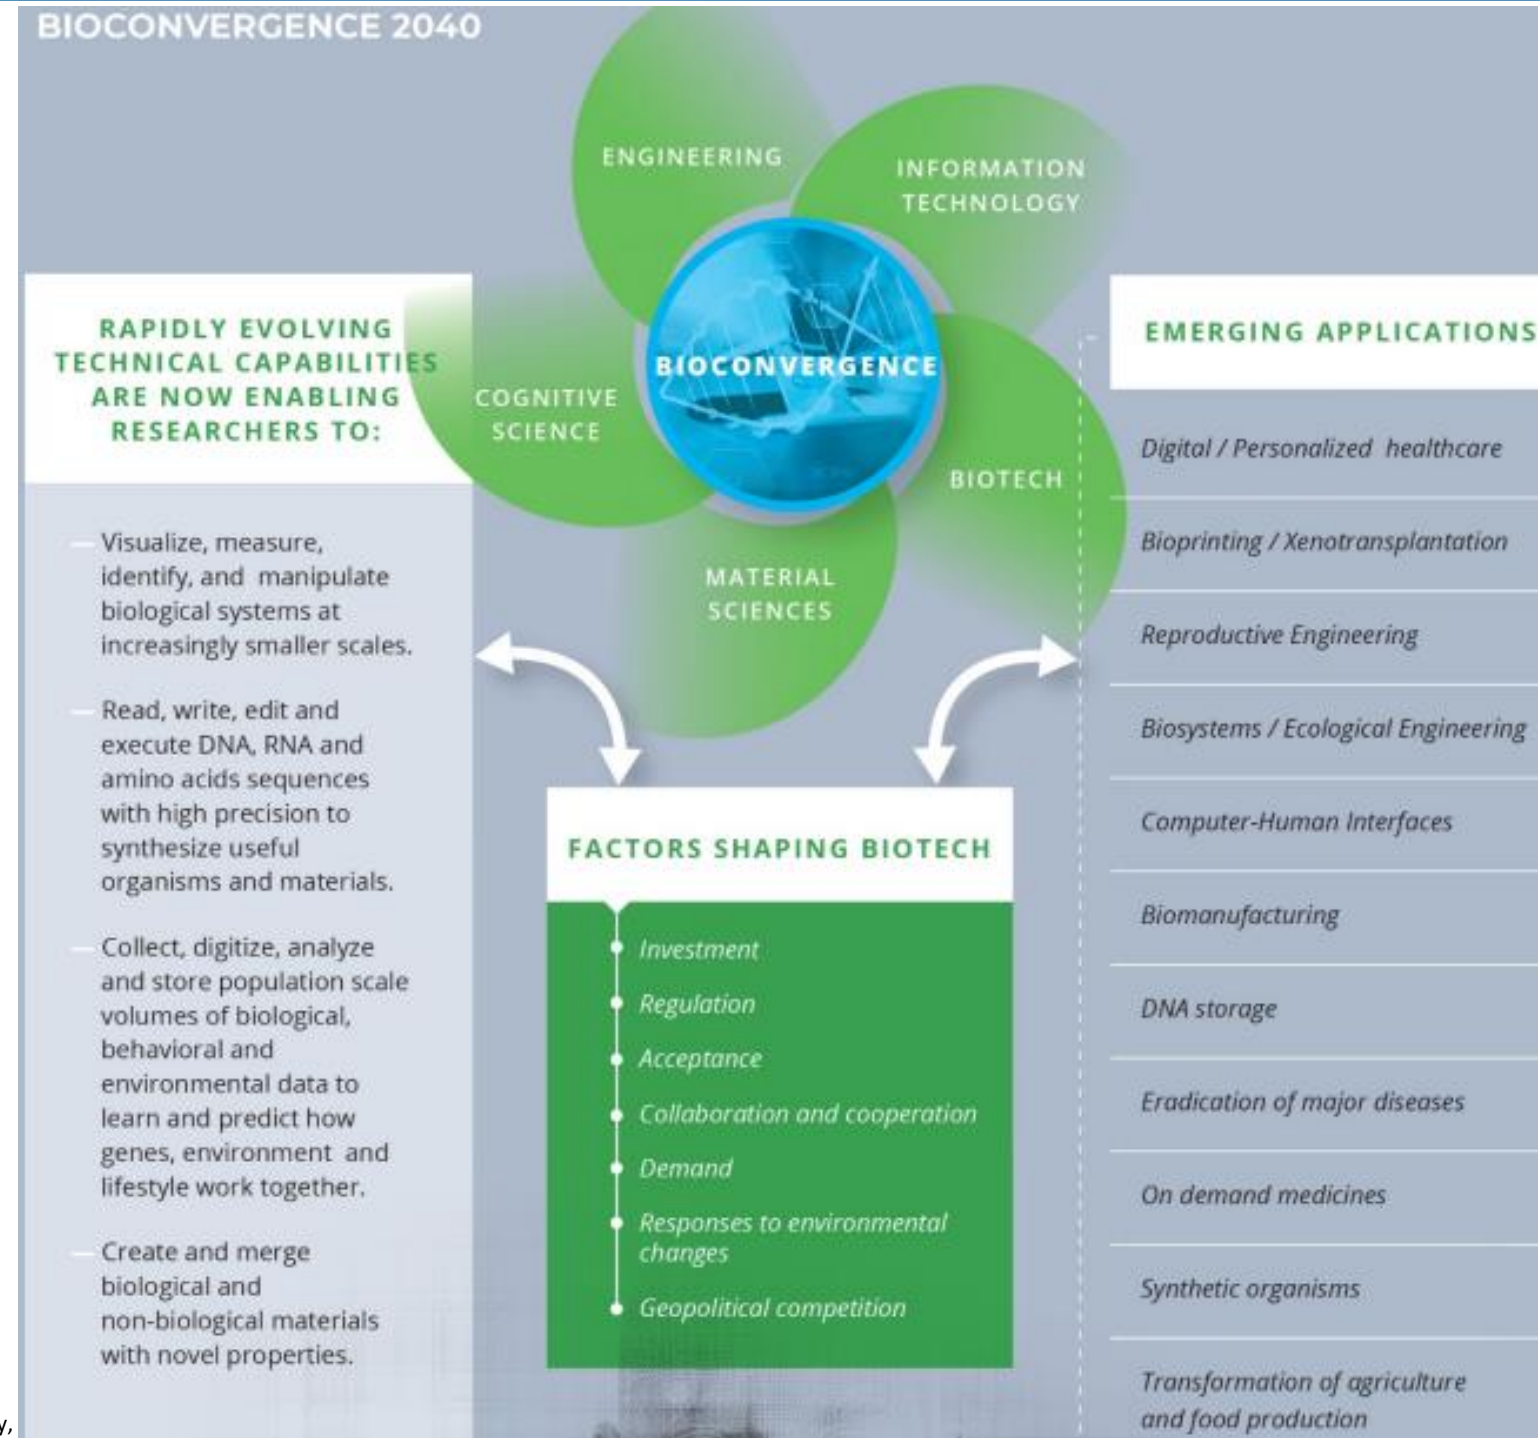 BIOCONVERGENCE 2040
ENGINEERING
INFORMATION
TECHNOLOGY
BIOCONVERGENCE
COGNITIVE
SCIENCE
BIOTECH
MATERIAL
SCIENCES
RAPIDLY EVOLVING
TECHNICAL CAPABILITIES
ARE NOW ENABLING
RESEARCHERS TO:
Visualize, measure,
identify, and manipulate
biological systems at
increasingly smaller scales.
Read, write, edit and
execute DNA, RNA and
amino acids sequences
with high precision to
synthesize useful
organisms and materials.
Collect, digitize, analyze
and store population scale
volumes of biological,
behavioral and
environmental data to
learn and predict how
genes, environment and
lifestyle work together.
Create and merge
biological and
non-biological materials
with novel properties.
FACTORS SHAPING BIOTECH
Investment
Regulation
Acceptance
Collaboration and cooperation
Demand
Responses to environmental
changes
Geopolitical competition
EMERGING APPLICATIONS
Digital / Personalized healthcare
Bioprinting / Xenotransplantation
Reproductive Engineering
Biosystems / Ecological Engineering
Computer-Human Interfaces
Biomanufacturing
DNA storage
Eradication of major diseases
On demand medicines
Synthetic organisms
Transformation of agriculture
and food production